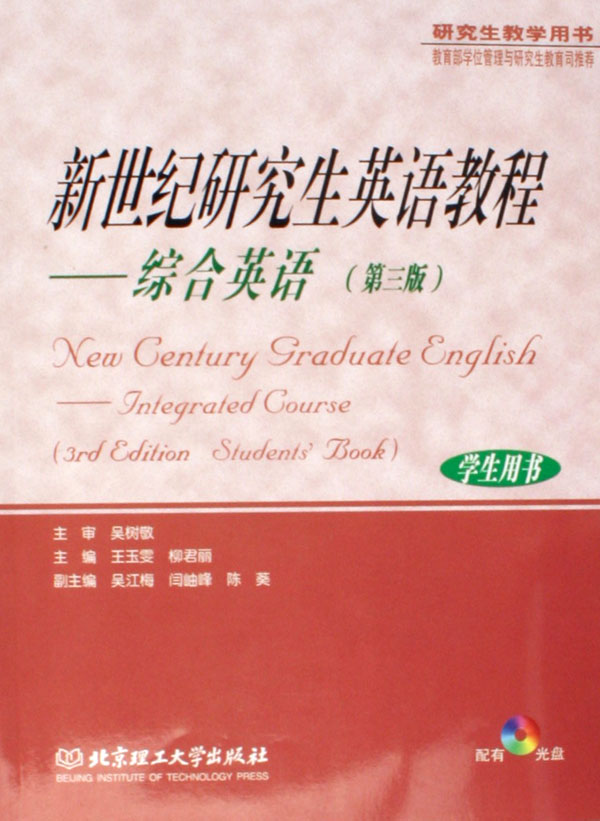 研究生教学用书
教育部学位管理与研究生教育司推荐
新世纪研究生英语教程
——综合英语（第三版）
New Century Graduate English
——Integrated Course
(3rd Edition Students' Book)
学生用书
主 审 吴树敬
主 编 王玉雯 柳君丽
副主编 吴江梅 闫岫峰 陈 葵
北京理工大学出版社
BEIJING INSTITUTE OF TECHNOLOGY PRESS
配有 光盘